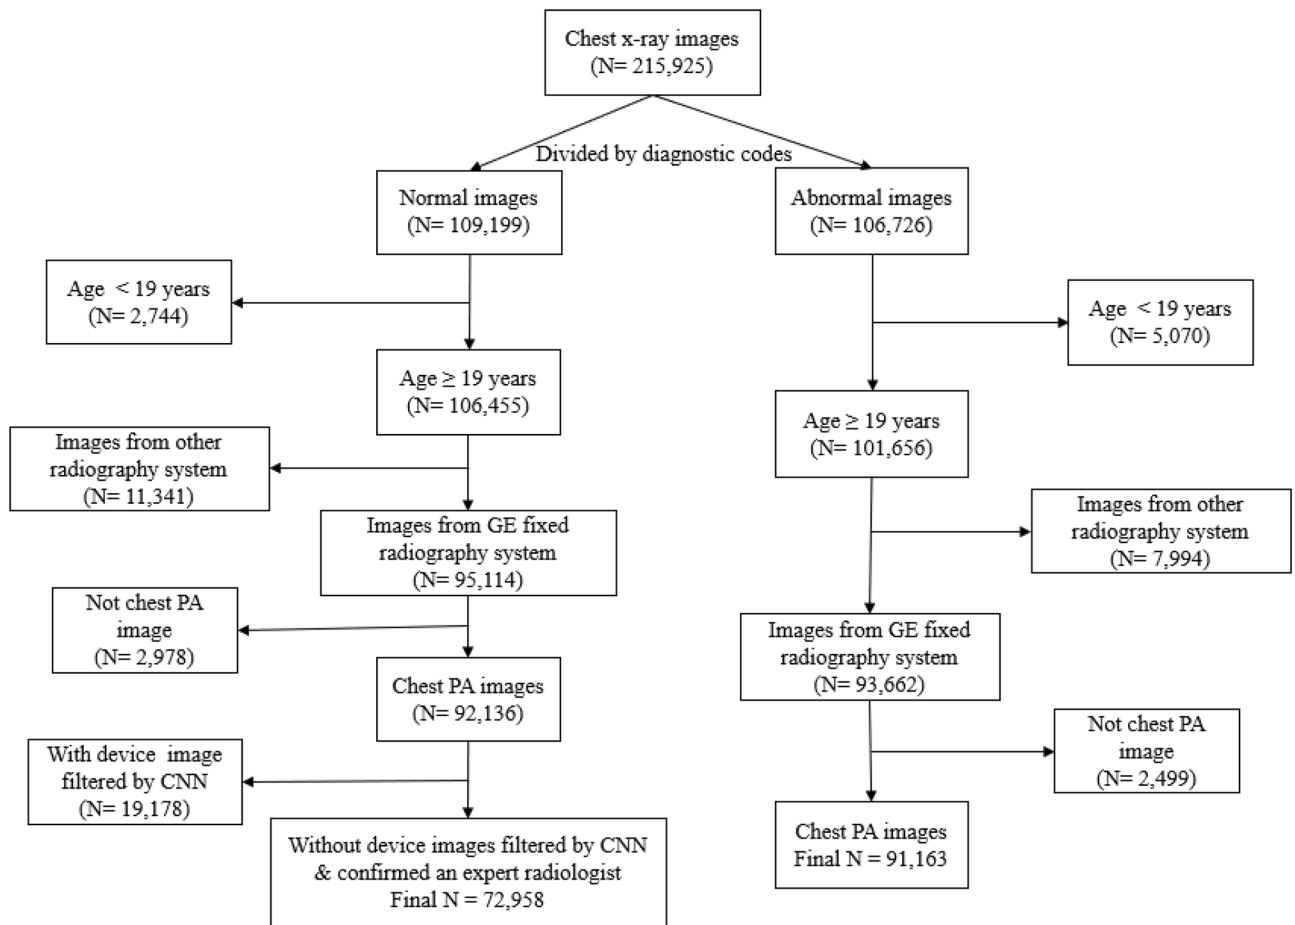 Chest x-ray images
(N= 215,925)
Divided by diagnostic codes
Normal images
(N= 109,199)
Abnormal images
(N= 106,726)
Age < 19 years
(N= 2,744)
Age < 19 years
(N= 5,070)
Age ≥ 19 years
(N= 106,455)
Age ≥ 19 years
(N= 101,656)
Images from other
radiography system
(N= 11,341)
Images from other
radiography system
(N= 7,994)
Images from GE fixed
radiography system
(N= 95,114)
Not chest PA
image
(N= 2,978)
Images from GE fixed
radiography system
(N= 93,662)
Chest PA images
(N= 92,136)
Not chest PA
image
(N= 2,499)
With device image
filtered by CNN
(N= 19,178)
Chest PA images
Final N = 91,163
Without device images filtered by CNN
& confirmed an expert radiologist
Final N = 72,958